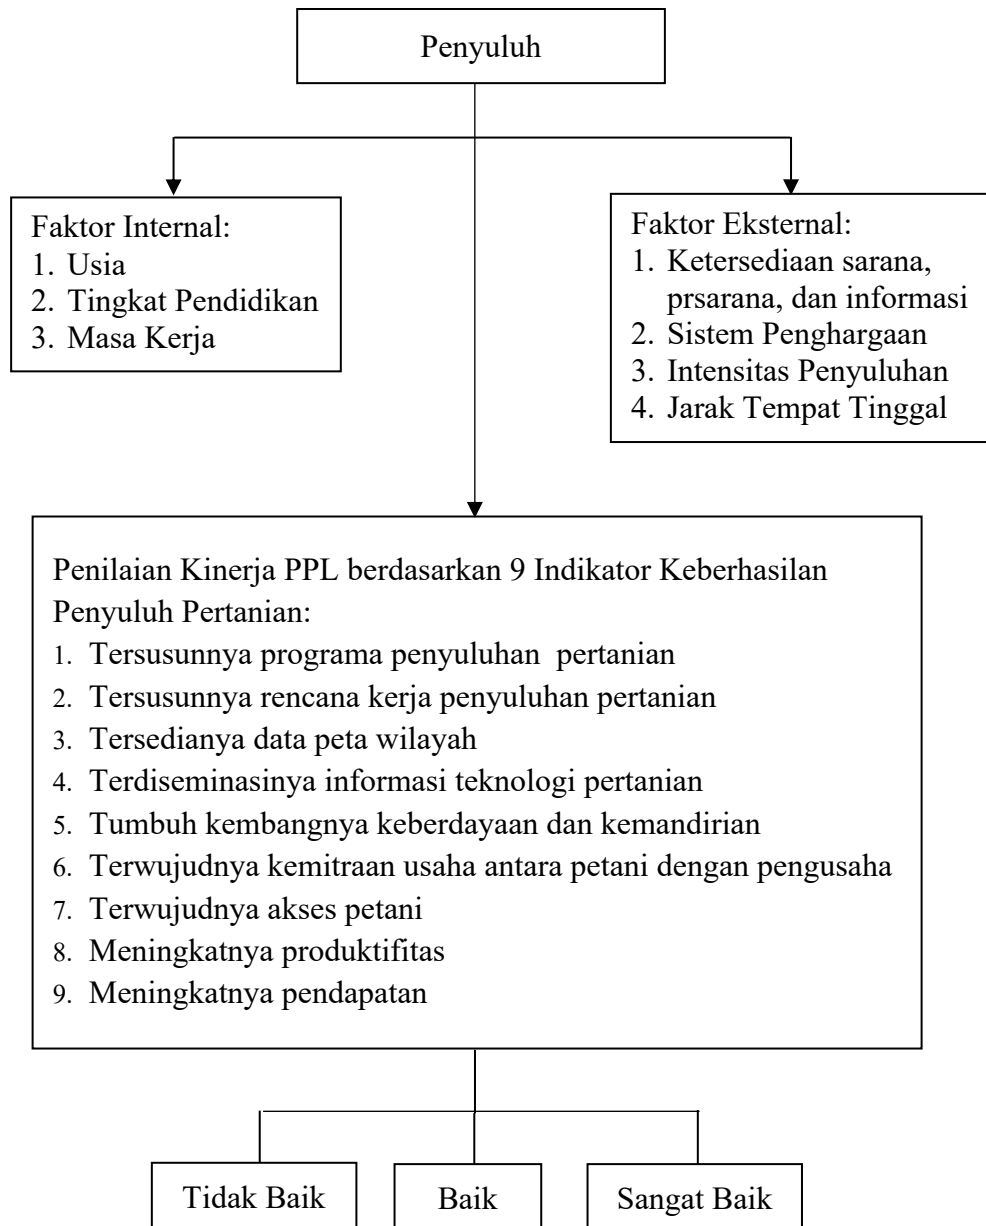 Penyuluh
Faktor Internal:
1. Usia
2. Tingkat Pendidikan
3. Masa Kerja
Faktor Eksternal:
1. Ketersediaan sarana,
prsarana, dan informasi
2. Sistem Penghargaan
3. Intensitas Penyuluhan
4. Jarak Tempat Tinggal
Penilaian Kinerja PPL berdasarkan 9 Indikator Keberhasilan
Penyuluh Pertanian:
1. Tersusunnya programa penyuluhan pertanian
2. Tersusunnya rencana kerja penyuluhan pertanian
3. Tersedianya data peta wilayah
4. Terdiseminasinya informasi teknologi pertanian
5. Tumbuh kembangnya keberdayaan dan kemandirian
6. Terwujudnya kemitraan usaha antara petani dengan pengusaha
7. Terwujudnya akses petani
8. Meningkatnya produktifitas
9. Meningkatnya pendapatan
Tidak Baik
Baik
Sangat Baik